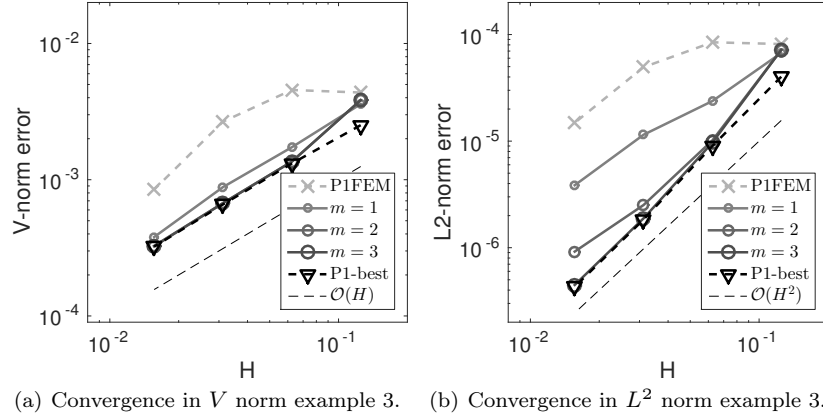 10^-2
10^-3
10^-4
V-norm error
P1FEM
m = 1
m = 2
m = 3
P1-best
O(H)
10^-2
10^-1
H
10^-4
10^-5
10^-6
L2-norm error
P1FEM
m = 1
m = 2
m = 3
P1-best
O(H^2)
10^-2
10^-1
H
(a) Convergence in V norm example 3.
(b) Convergence in L^2 norm example 3.